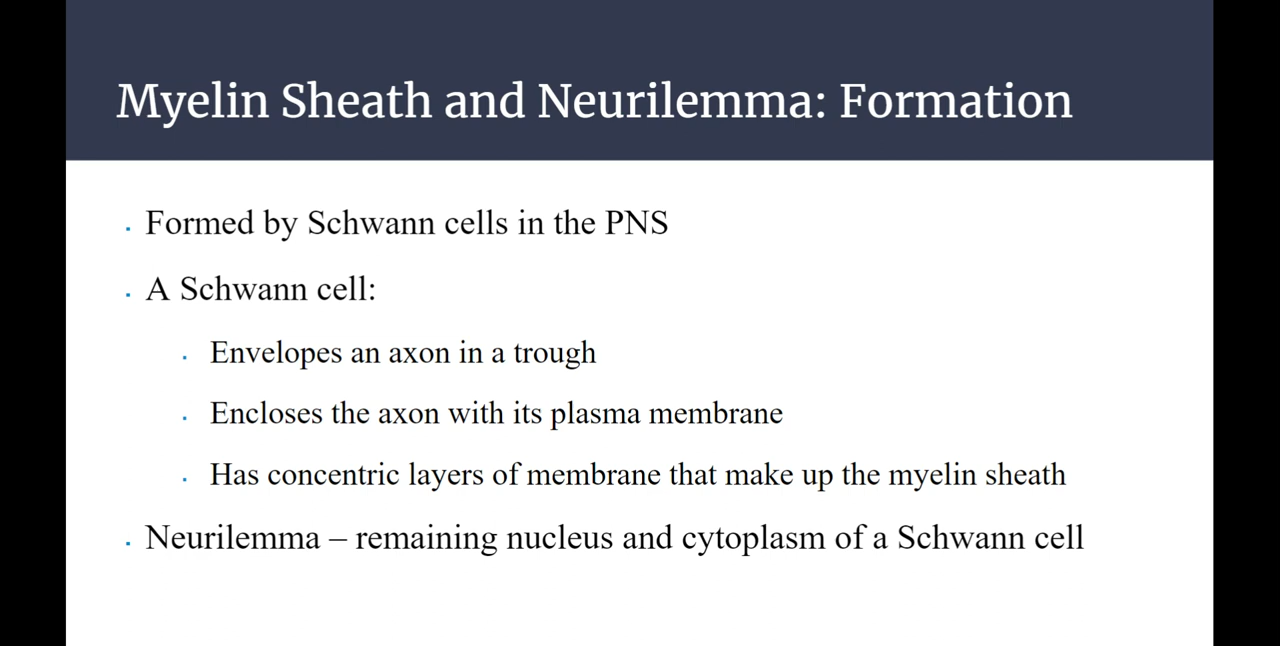 Myelin Sheath and Neurilemma: Formation
Formed by Schwann cells in the PNS
A Schwann cell:
Envelopes an axon in a trough
Encloses the axon with its plasma membrane
Has concentric layers of membrane that make up the myelin sheath
Neurilemma – remaining nucleus and cytoplasm of a Schwann cell